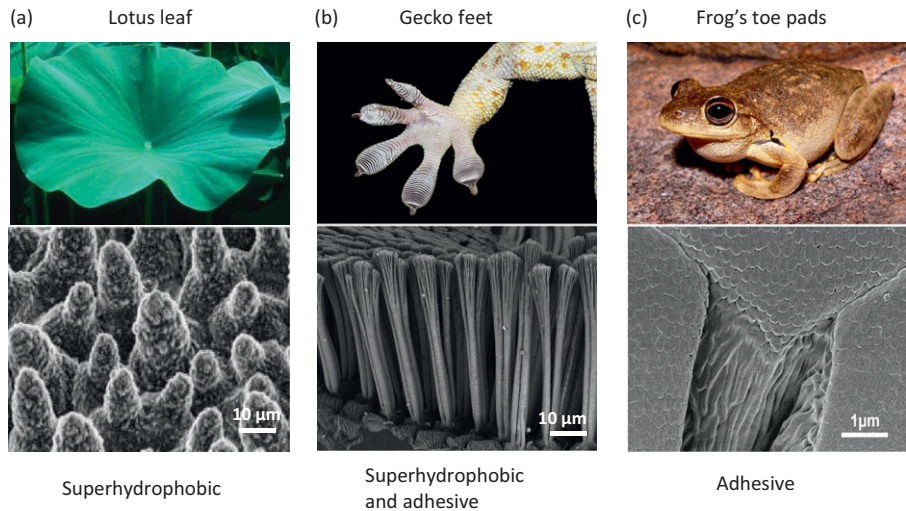 (a) Lotus leaf
(b) Gecko feet
(c) Frog’s toe pads
10 µm
10 µm
1µm
Superhydrophobic
Superhydrophobic
and adhesive
Adhesive